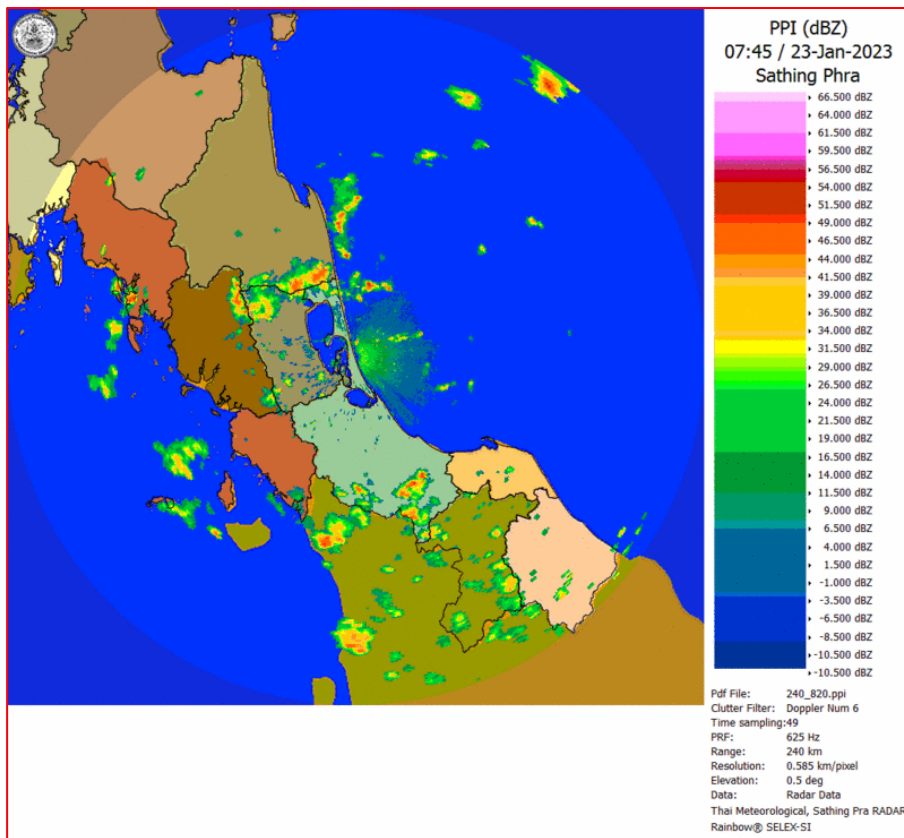 PPI (dBZ)
07:45 / 23-Jan-2023
Sathing Phra
66.500 dBZ
64.000 dBZ
61.500 dBZ
59.500 dBZ
56.500 dBZ
54.000 dBZ
51.500 dBZ
49.000 dBZ
46.500 dBZ
44.000 dBZ
41.500 dBZ
39.000 dBZ
36.500 dBZ
34.000 dBZ
31.500 dBZ
29.000 dBZ
26.500 dBZ
24.000 dBZ
21.500 dBZ
19.000 dBZ
16.500 dBZ
14.000 dBZ
11.500 dBZ
9.000 dBZ
6.500 dBZ
4.000 dBZ
1.500 dBZ
-1.000 dBZ
-3.500 dBZ
-6.500 dBZ
-8.500 dBZ
-10.500 dBZ
-10.500 dBZ
Pdf File: 240_820.ppi
Clutter Filter: Doppler Num 6
Time sampling:49
PRF: 625 Hz
Range: 240 km
Resolution: 0.585 km/pixel
Elevation: 0.5 deg
Data: Radar Data
Thai Meteorological, Sathing Pra RADAR
Rainbow® SELEX-SI